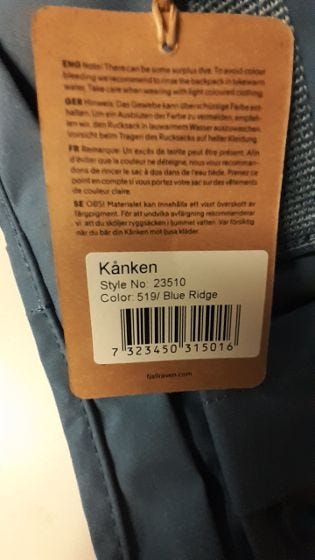 ENG Note! There can be some surplus dye. To avoid colour
bleeding we recommend to rinse the backpack in lukewarm
water. Take care when wearing with light coloured clothing.
GER Hinweis. Das Gewebe kann überschüssige Farbe ent-
halten. Um ein Ausbluten der Farbe zu vermeiden, empfeh-
len wir, den Rucksack in lauwarmem Wasser auszuwaschen.
Vorsicht beim Tragen des Rucksacks auf heller Kleidung.
FR Remarque: Un excès de teinte peut être présent. Afin
d'éviter que la couleur ne déteigne, nous vous recomman-
dons de rincer le sac à dos dans de l'eau tiède. Prenez ce
point en compte si vous portez votre sac sur des vêtements
de couleur claire.
SE OBS! Materialet kan innehålla ett visst överskott av
färgpigment. För att undvika avfärgning rekommenderar
vi att du sköljer ryggsäcken i ljummet vatten. Var försiktig
när du bär din Kånken mot ljusa kläder.
Kånken
Style No: 23510
Color: 519/ Blue Ridge
7 323450 315016
fjallraven.com